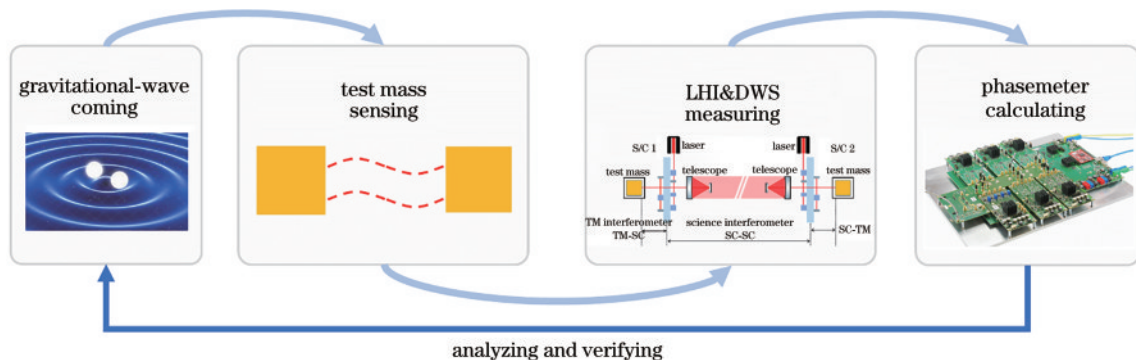 gravitational-wave
coming
test mass
sensing
LHI&DWS
measuring
S/C 1
laser
laser
S/C 2
test mass
telescope
telescope
test mass
TM interferometer
science interferometer
TM-SC
SC-SC
SC-TM
phasemeter
calculating
analyzing and verifying